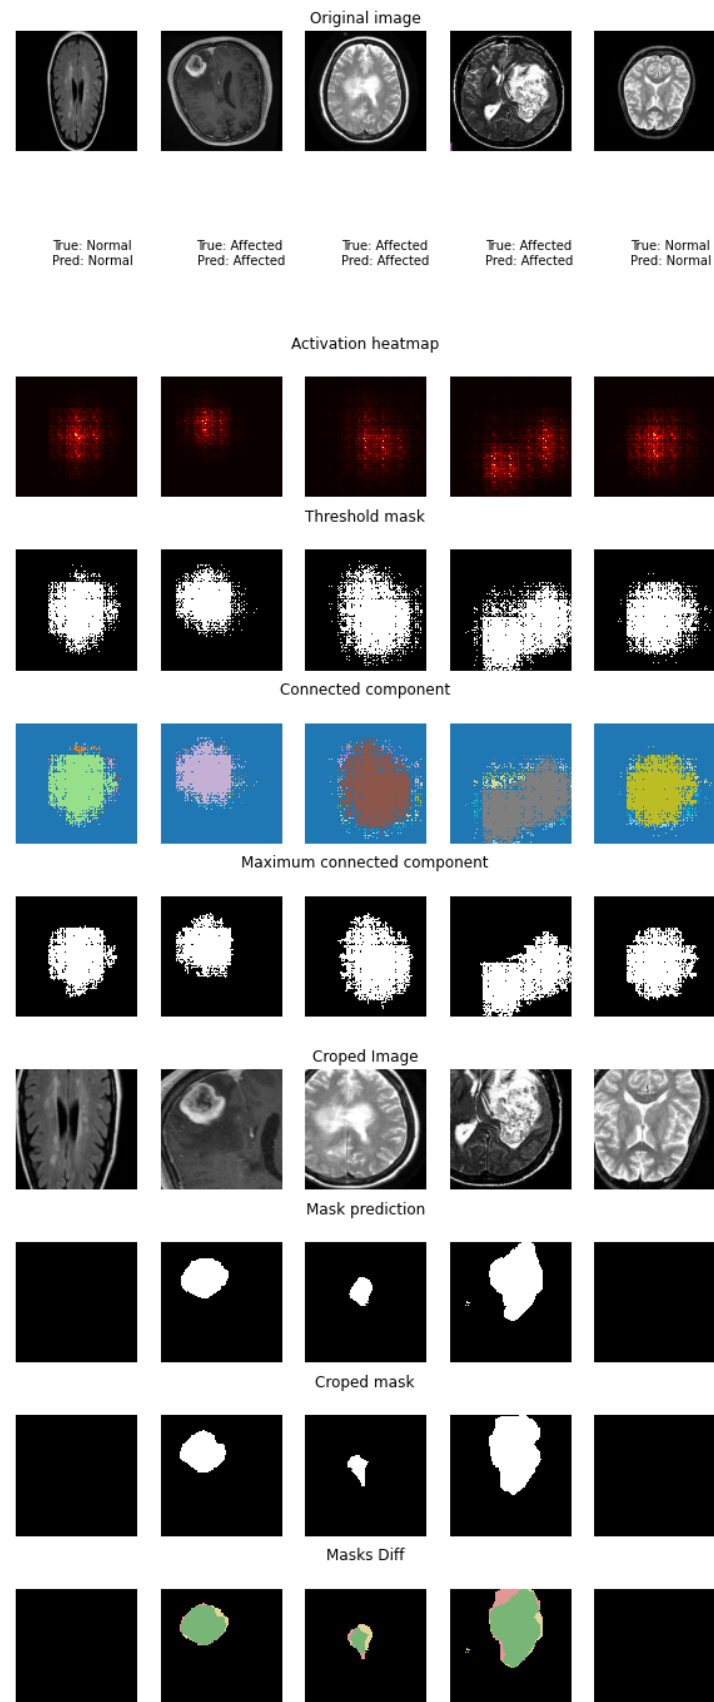 Original image
True: Normal
Pred: Normal
True: Affected
Pred: Affected
True: Affected
Pred: Affected
True: Affected
Pred: Affected
True: Normal
Pred: Normal
Activation heatmap
Threshold mask
Connected component
Maximum connected component
Croped Image
Mask prediction
Croped mask
Masks Diff